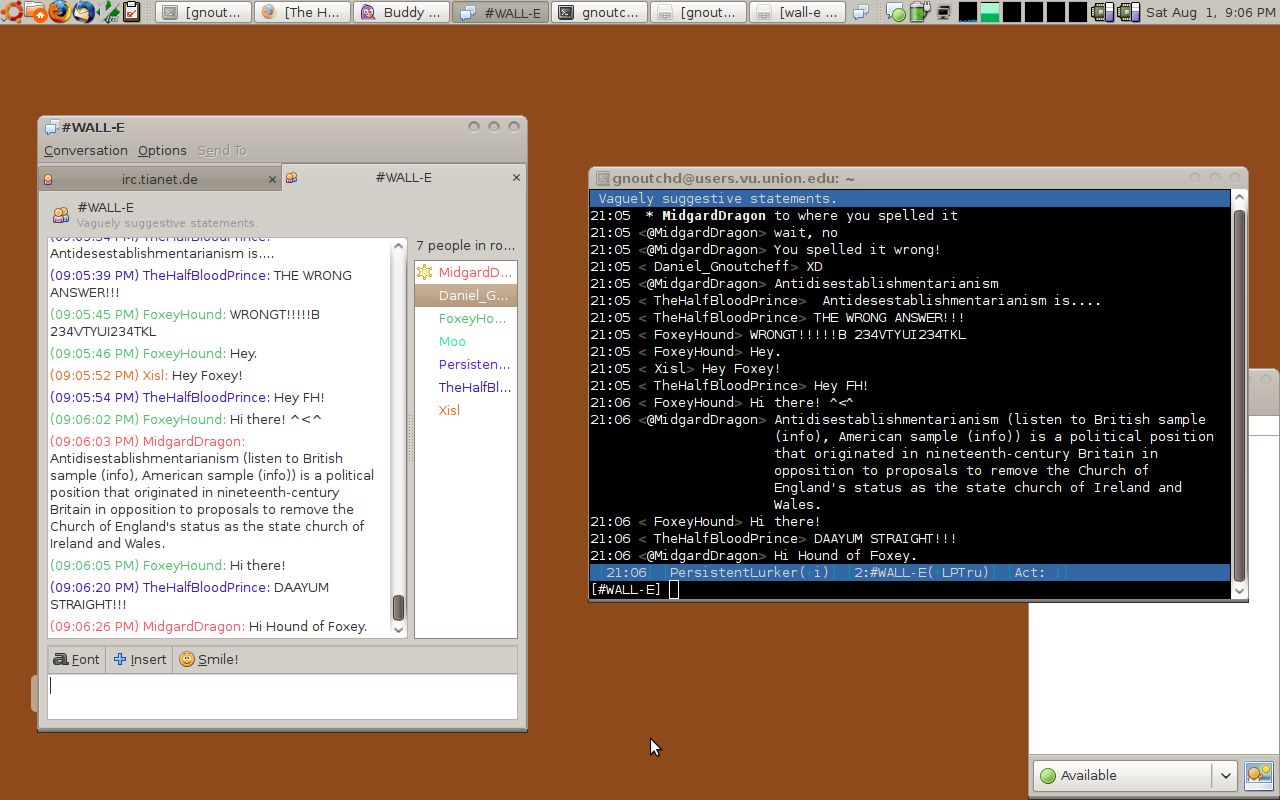 [gnout...
[The H...
Buddy ...
#WALL-E
gnoutc...
[gnout...
[wall-e ...
Sat Aug 1, 9:06 PM
#WALL-E
Conversation Options Send To
irc.tianet.de
#WALL-E
#WALL-E
Vaguely suggestive statements.
(09:05:34 PM) TheHalfBloodPrince:
Antidesestablishmentarianism is....
(09:05:39 PM) TheHalfBloodPrince: THE WRONG
ANSWER!!!
(09:05:45 PM) FoxeyHound: WRONGT!!!!!B
234VTYUI234TKL
(09:05:46 PM) FoxeyHound: Hey.
(09:05:52 PM) Xisl: Hey Foxey!
(09:05:54 PM) TheHalfBloodPrince: Hey FH!
(09:06:02 PM) FoxeyHound: Hi there! ^<^
(09:06:03 PM) MidgardDragon:
Antidisestablishmentarianism (listen to British
sample (info), American sample (info)) is a political
position that originated in nineteenth-century
Britain in opposition to proposals to remove the
Church of England's status as the state church of
Ireland and Wales.
(09:06:05 PM) FoxeyHound: Hi there!
(09:06:20 PM) TheHalfBloodPrince: DAAYUM
STRAIGHT!!!
(09:06:26 PM) MidgardDragon: Hi Hound of Foxey.
7 people in ro...
MidgardD...
Daniel_G...
FoxeyHo...
Moo
Persisten...
TheHalfBl...
Xisl
Font Insert Smile!
gnoutchd@users.vu.union.edu: ~
Vaguely suggestive statements.
21:05 * MidgardDragon to where you spelled it
21:05 <@MidgardDragon> wait, no
21:05 <@MidgardDragon> You spelled it wrong!
21:05 < Daniel_Gnoutcheff> XD
21:05 <@MidgardDragon> Antidisestablishmentarianism
21:05 < TheHalfBloodPrince> Antidesestablishmentarianism is....
21:05 < TheHalfBloodPrince> THE WRONG ANSWER!!!
21:05 < FoxeyHound> WRONGT!!!!!B 234VTYUI234TKL
21:05 < FoxeyHound> Hey.
21:05 < Xisl> Hey Foxey!
21:05 < TheHalfBloodPrince> Hey FH!
21:06 < FoxeyHound> Hi there! ^<^
21:06 <@MidgardDragon> Antidisestablishmentarianism (listen to British sample
(info), American sample (info)) is a political position
that originated in nineteenth-century Britain in
opposition to proposals to remove the Church of
England's status as the state church of Ireland and
Wales.
21:06 < FoxeyHound> Hi there!
21:06 < TheHalfBloodPrince> DAAYUM STRAIGHT!!!
21:06 <@MidgardDragon> Hi Hound of Foxey.
[21:06] [PersistentLurker(+i)] [2:#WALL-E(+LPTru)] [Act: 1]
[#WALL-E]
Available